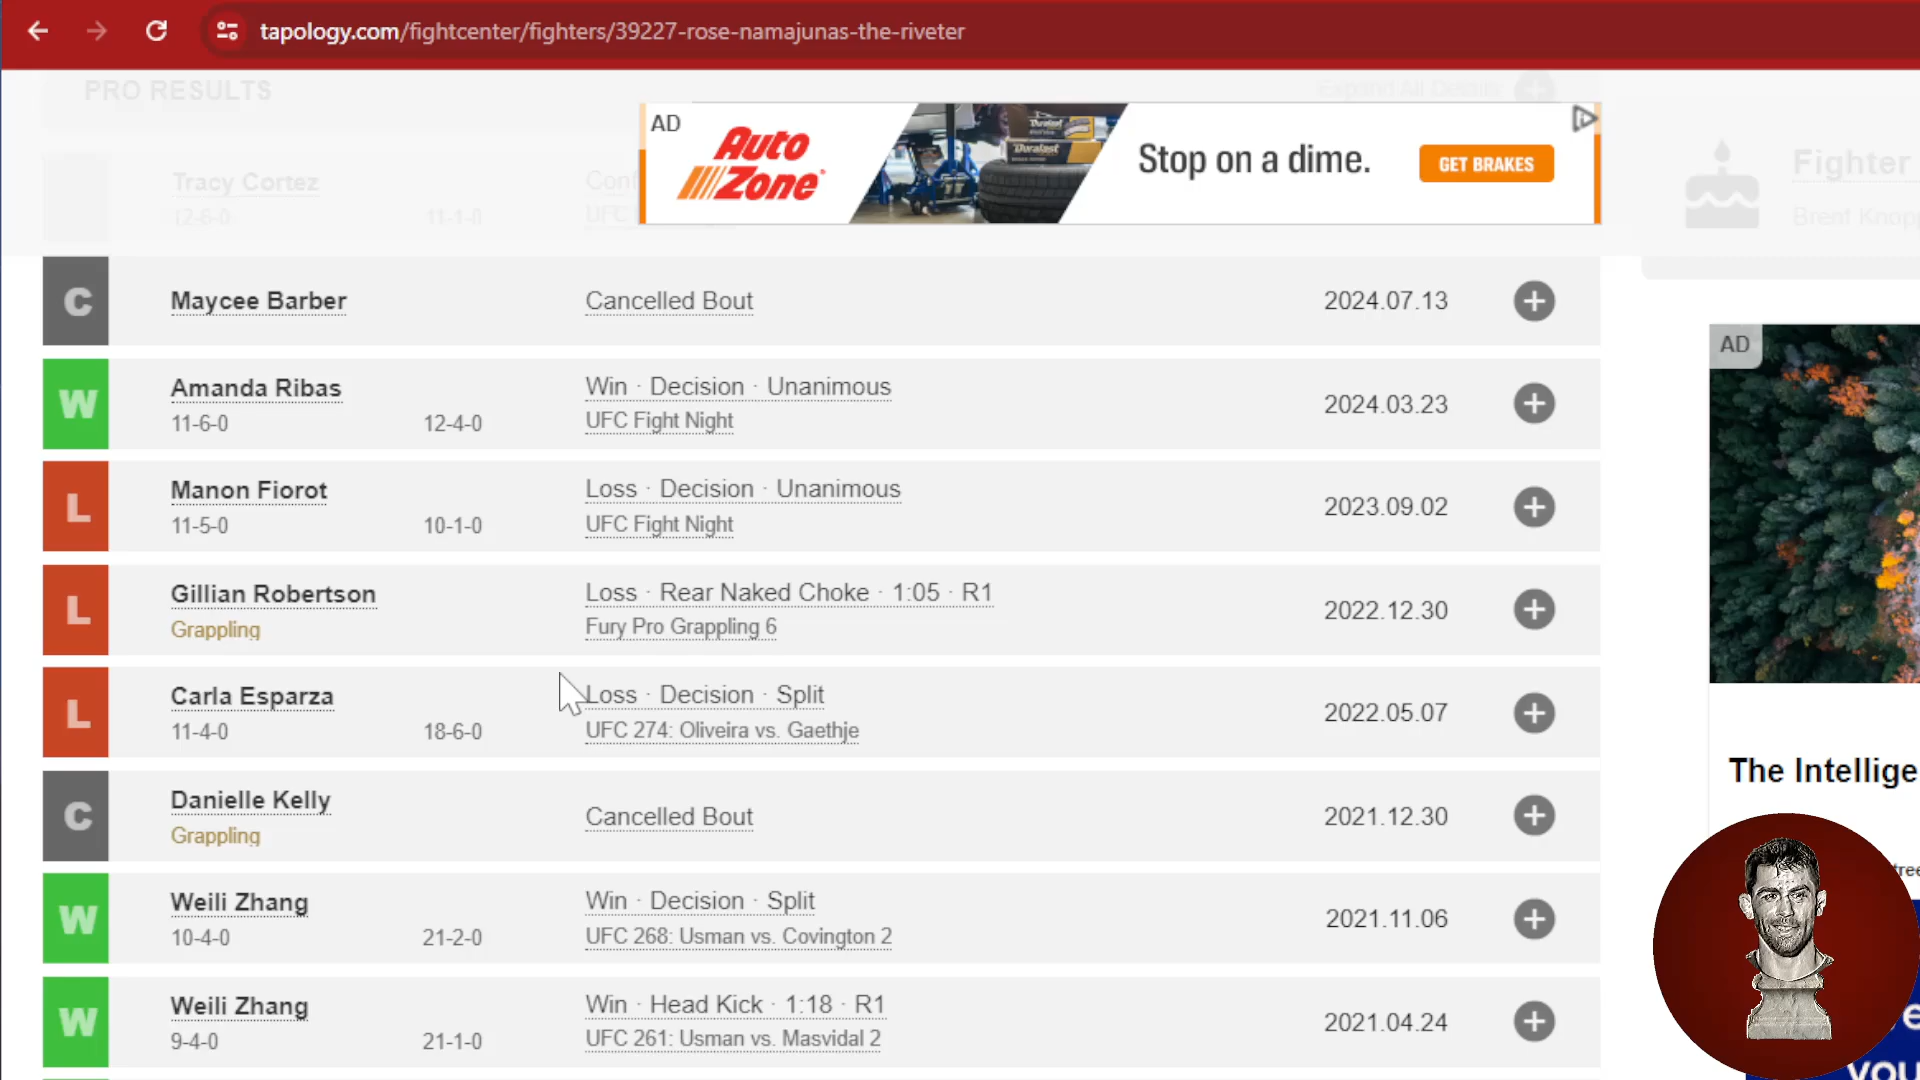 tapology.com/fightcenter/fighters/39227-rose-namajunas-the-riveter
PRO RESULTS
Expand All Details
AD
Auto Zone
Duralast
Duralast
Stop on a dime.
GET BRAKES
Tracy Cortez
12-6-0 11-1-0
UFC
Fighter
Brent
C Maycee Barber Cancelled Bout 2024.07.13
W Amanda Ribas Win · Decision · Unanimous 2024.03.23
11-6-0 12-4-0 UFC Fight Night
L Manon Fiorot Loss · Decision · Unanimous 2023.09.02
11-5-0 10-1-0 UFC Fight Night
L Gillian Robertson Loss · Rear Naked Choke · 1:05 · R1 2022.12.30
Grappling Fury Pro Grappling 6
L Carla Esparza Loss · Decision · Split 2022.05.07
11-4-0 18-6-0 UFC 274: Oliveira vs. Gaethje
C Danielle Kelly Cancelled Bout 2021.12.30
Grappling
W Weili Zhang Win · Decision · Split 2021.11.06
10-4-0 21-2-0 UFC 268: Usman vs. Covington 2
W Weili Zhang Win · Head Kick · 1:18 · R1 2021.04.24
9-4-0 21-1-0 UFC 261: Usman vs. Masvidal 2
AD
The Intellige
you